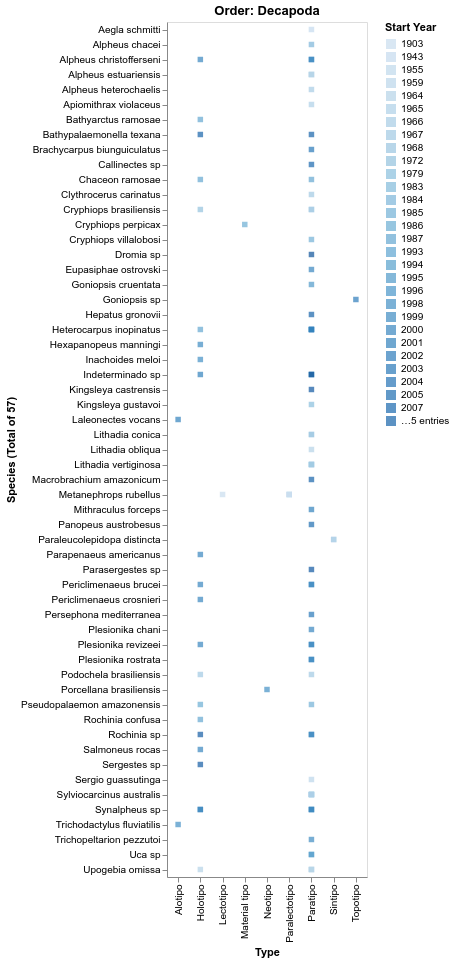 Order: Decapoda
Species (Total of 57)
Aegla schmitti
Alpheus chacei
Alpheus christofferseni
Alpheus estuariensis
Alpheus heterochaelis
Apiomithrax violaceus
Bathyarctus ramosae
Bathypalaemonella texana
Brachycarpus biunguiculatus
Callinectes sp
Chaceon ramosae
Clythrocerus carinatus
Cryphiops brasiliensis
Cryphiops perpicax
Cryphiops villalobosi
Dromia sp
Eupasiphae ostrovski
Goniopsis cruentata
Goniopsis sp
Hepatus gronovii
Heterocarpus inopinatus
Hexapanopeus manningi
Inachoides meloi
Indeterminado sp
Kingsleya castrensis
Kingsleya gustavoi
Laleonectes vocans
Lithadia conica
Lithadia obliqua
Lithadia vertiginosa
Macrobrachium amazonicum
Metanephrops rubellus
Mithraculus forceps
Panopeus austrobesus
Paraleucolepidopa distincta
Parapenaeus americanus
Parasergestes sp
Periclimenaeus brucei
Periclimenaeus crosnieri
Persephona mediterranea
Plesionika chani
Plesionika revizeei
Plesionika rostrata
Podochela brasiliensis
Porcellana brasiliensis
Pseudopalaemon amazonensis
Rochinia confusa
Rochinia sp
Salmoneus rocas
Sergestes sp
Sergio guassutinga
Sylviocarcinus australis
Synalpheus sp
Trichodactylus fluviatilis
Trichopeltarion pezzutoi
Uca sp
Upogebia omissa
Alotipo
Holotipo
Lectotipo
Material tipo
Neotipo
Paralectotipo
Paratipo
Sintipo
Topotipo
Type
Start Year
1903
1943
1955
1959
1964
1965
1966
1967
1968
1972
1979
1983
1984
1985
1986
1987
1993
1994
1995
1996
1998
1999
2000
2001
2002
2003
2004
2005
2007
…5 entries